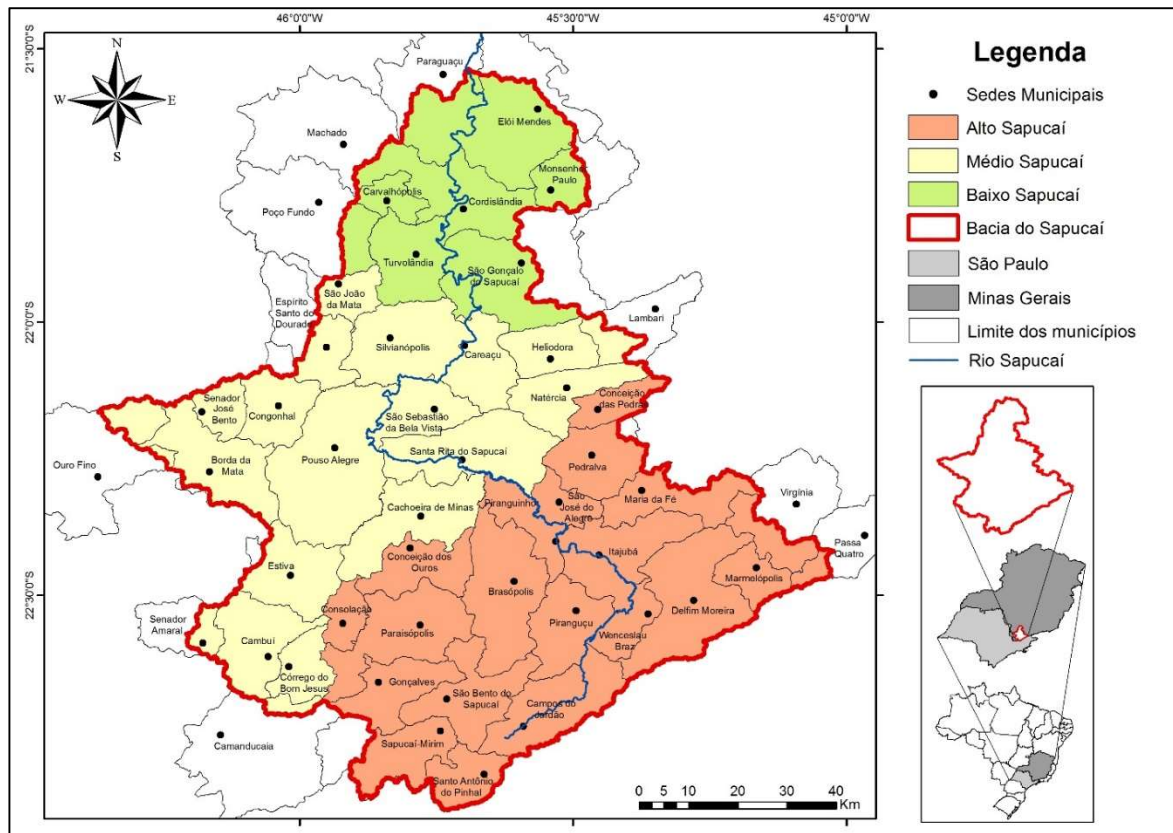 46°0'0"W
45°30'0"W
45°0'0"W
21°30'0"S
22°0'0"S
22°30'0"S
N
W
E
S
Paraguaçu
Elói Mendes
Machado
Monsenhor
Paulo
Carvalhópolis
Cordislândia
Poço Fundo
Turvolândia
São Gonçalo
do Sapucaí
São João
da Mata
Espírito
Santo do
Dourado
Lambari
Silvianópolis
Careaçu
Heliodora
Natércia
Conceição
das Pedras
Senador
José
Bento
Congonhal
São Sebastião
da Bela Vista
Borda da
Mata
Pouso Alegre
Santa Rita do Sapucaí
Ouro Fino
Pedralva
Maria da Fé
Virgínia
Cachoeira de Minas
Piranguinho
São
José do
Alegre
Passa
Quatro
Conceição dos
Ouros
Itajubá
Estiva
Brasópolis
Marmolópolis
Delfim Moreira
Consolação
Paraisópolis
Piranguçu
Wenceslau
Braz
Senador
Amaral
Cambuí
Córrego do
Bom Jesus
Gonçalves
São Bento do
Sapucaí
Campos do
Jordão
Camanducaia
Sapucaí-Mirim
Santo Antônio
do Pinhal
0 5 10 20 30 40
Km
Legenda
Sedes Municipais
Alto Sapucaí
Médio Sapucaí
Baixo Sapucaí
Bacia do Sapucaí
São Paulo
Minas Gerais
Limite dos municípios
Rio Sapucaí